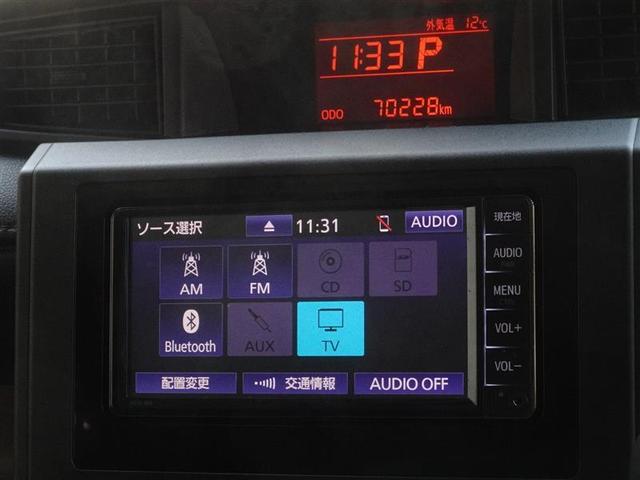 外気温 12℃
11:33 P
ODO 70228km
ソース選択 11:31 AUDIO
AM FM CD SD
Bluetooth AUX TV
配置変更 交通情報 AUDIO OFF
現在地
AUDIO
MENU
VOL+
VOL−